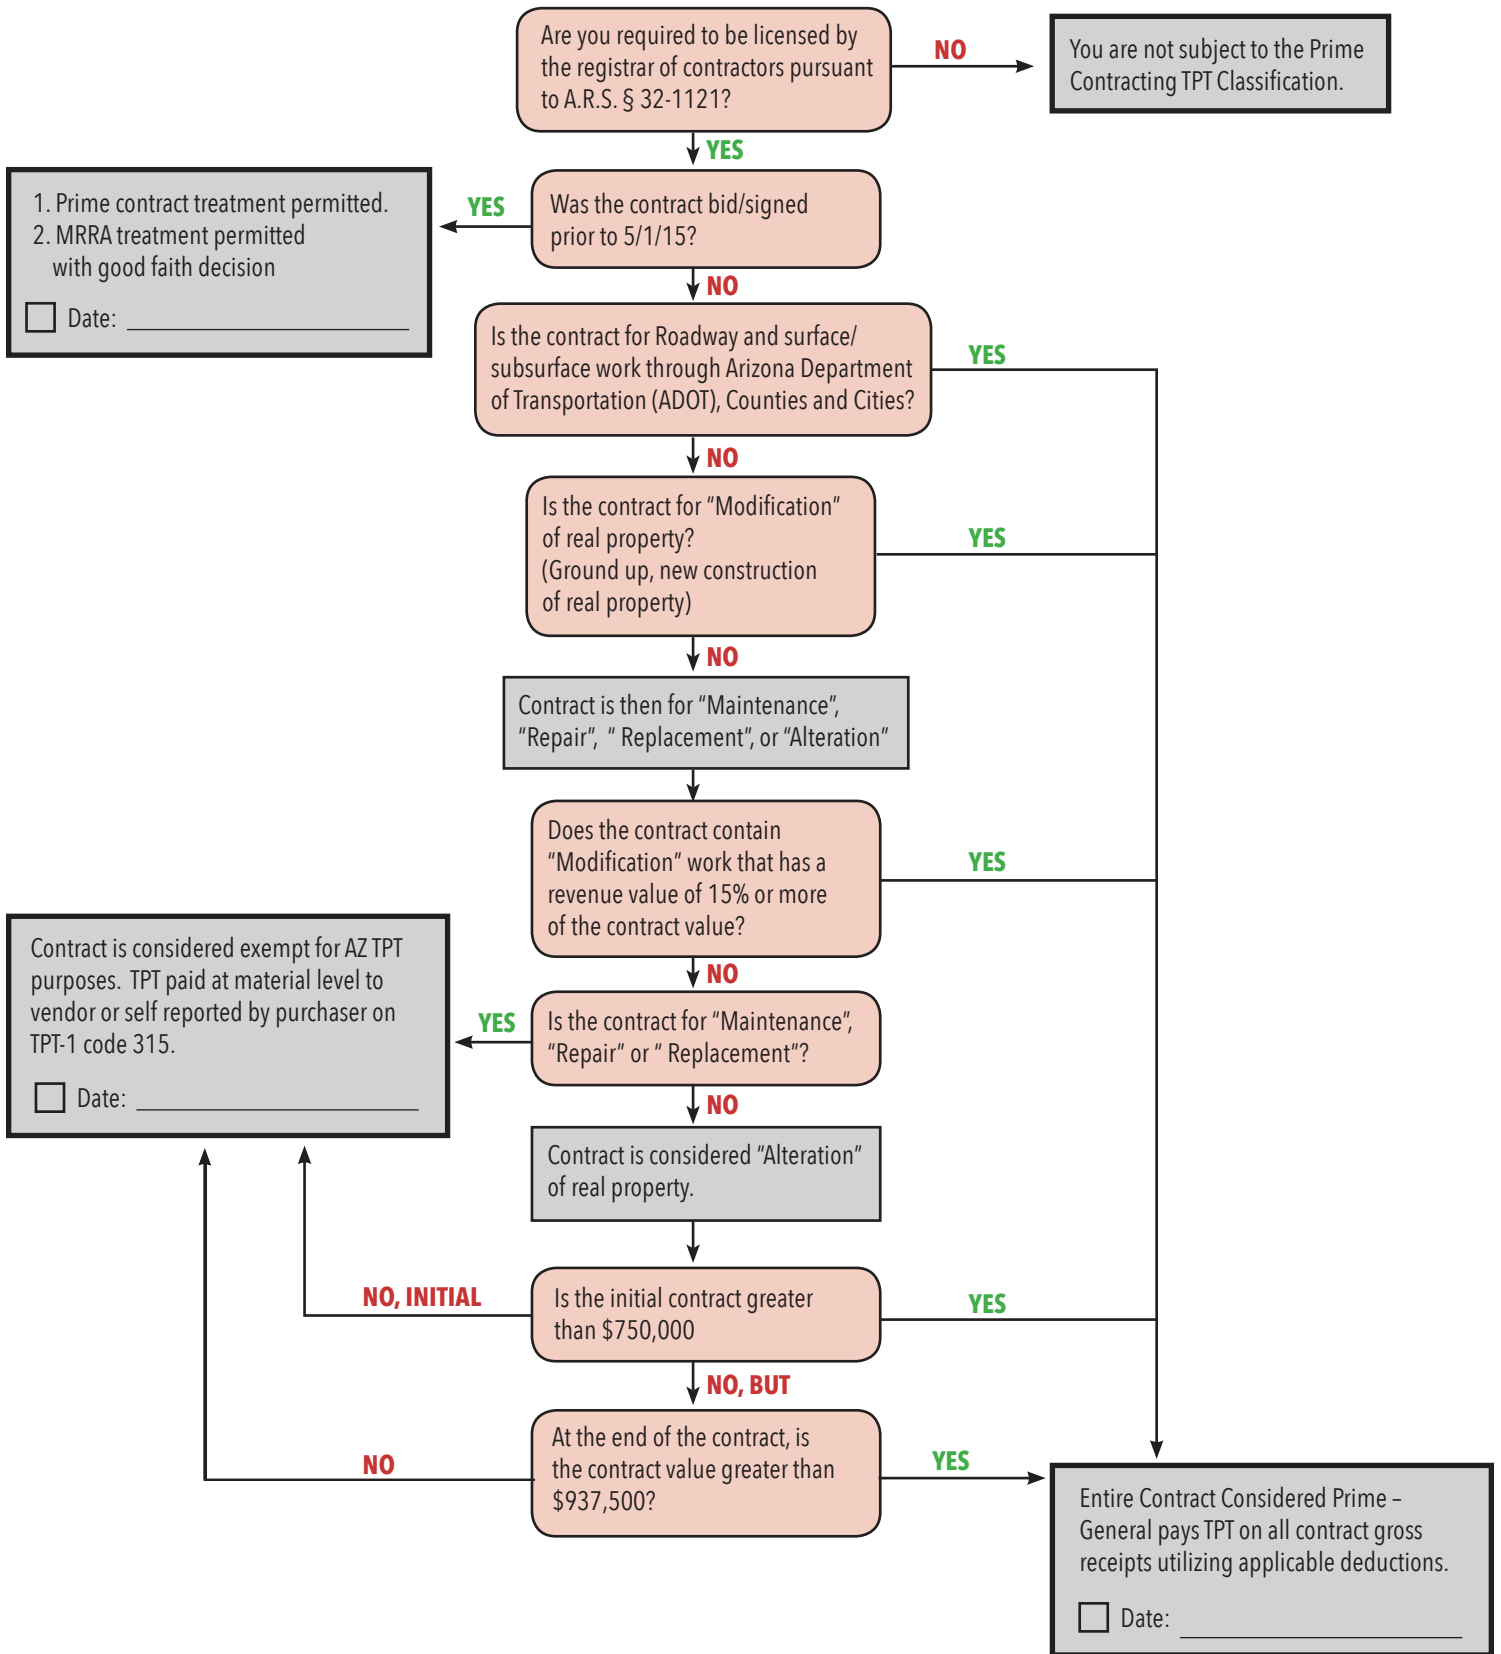 Are you required to be licensed by
the registrar of contractors pursuant
to A.R.S. § 32-1121?
NO
You are not subject to the Prime
Contracting TPT Classification.
YES
Was the contract bid/signed
prior to 5/1/15?
YES
1. Prime contract treatment permitted.
2. MRRA treatment permitted
with good faith decision
Date:
NO
Is the contract for Roadway and surface/
subsurface work through Arizona Department
of Transportation (ADOT), Counties and Cities?
YES
NO
Is the contract for “Modification“
of real property?
(Ground up, new construction
of real property)
YES
NO
Contract is then for “Maintenance“,
“Repair“, “ Replacement“, or “Alteration“
Does the contract contain
“Modification“ work that has a
revenue value of 15% or more
of the contract value?
YES
NO
Is the contract for “Maintenance“,
“Repair“ or “ Replacement“?
YES
Contract is considered exempt for AZ TPT
purposes. TPT paid at material level to
vendor or self reported by purchaser on
TPT-1 code 315.
Date:
NO
Contract is considered “Alteration“
of real property.
Is the initial contract greater
than $750,000
NO, INITIAL
YES
NO, BUT
At the end of the contract, is
the contract value greater than
$937,500?
NO
YES
Entire Contract Considered Prime –
General pays TPT on all contract gross
receipts utilizing applicable deductions.
Date: